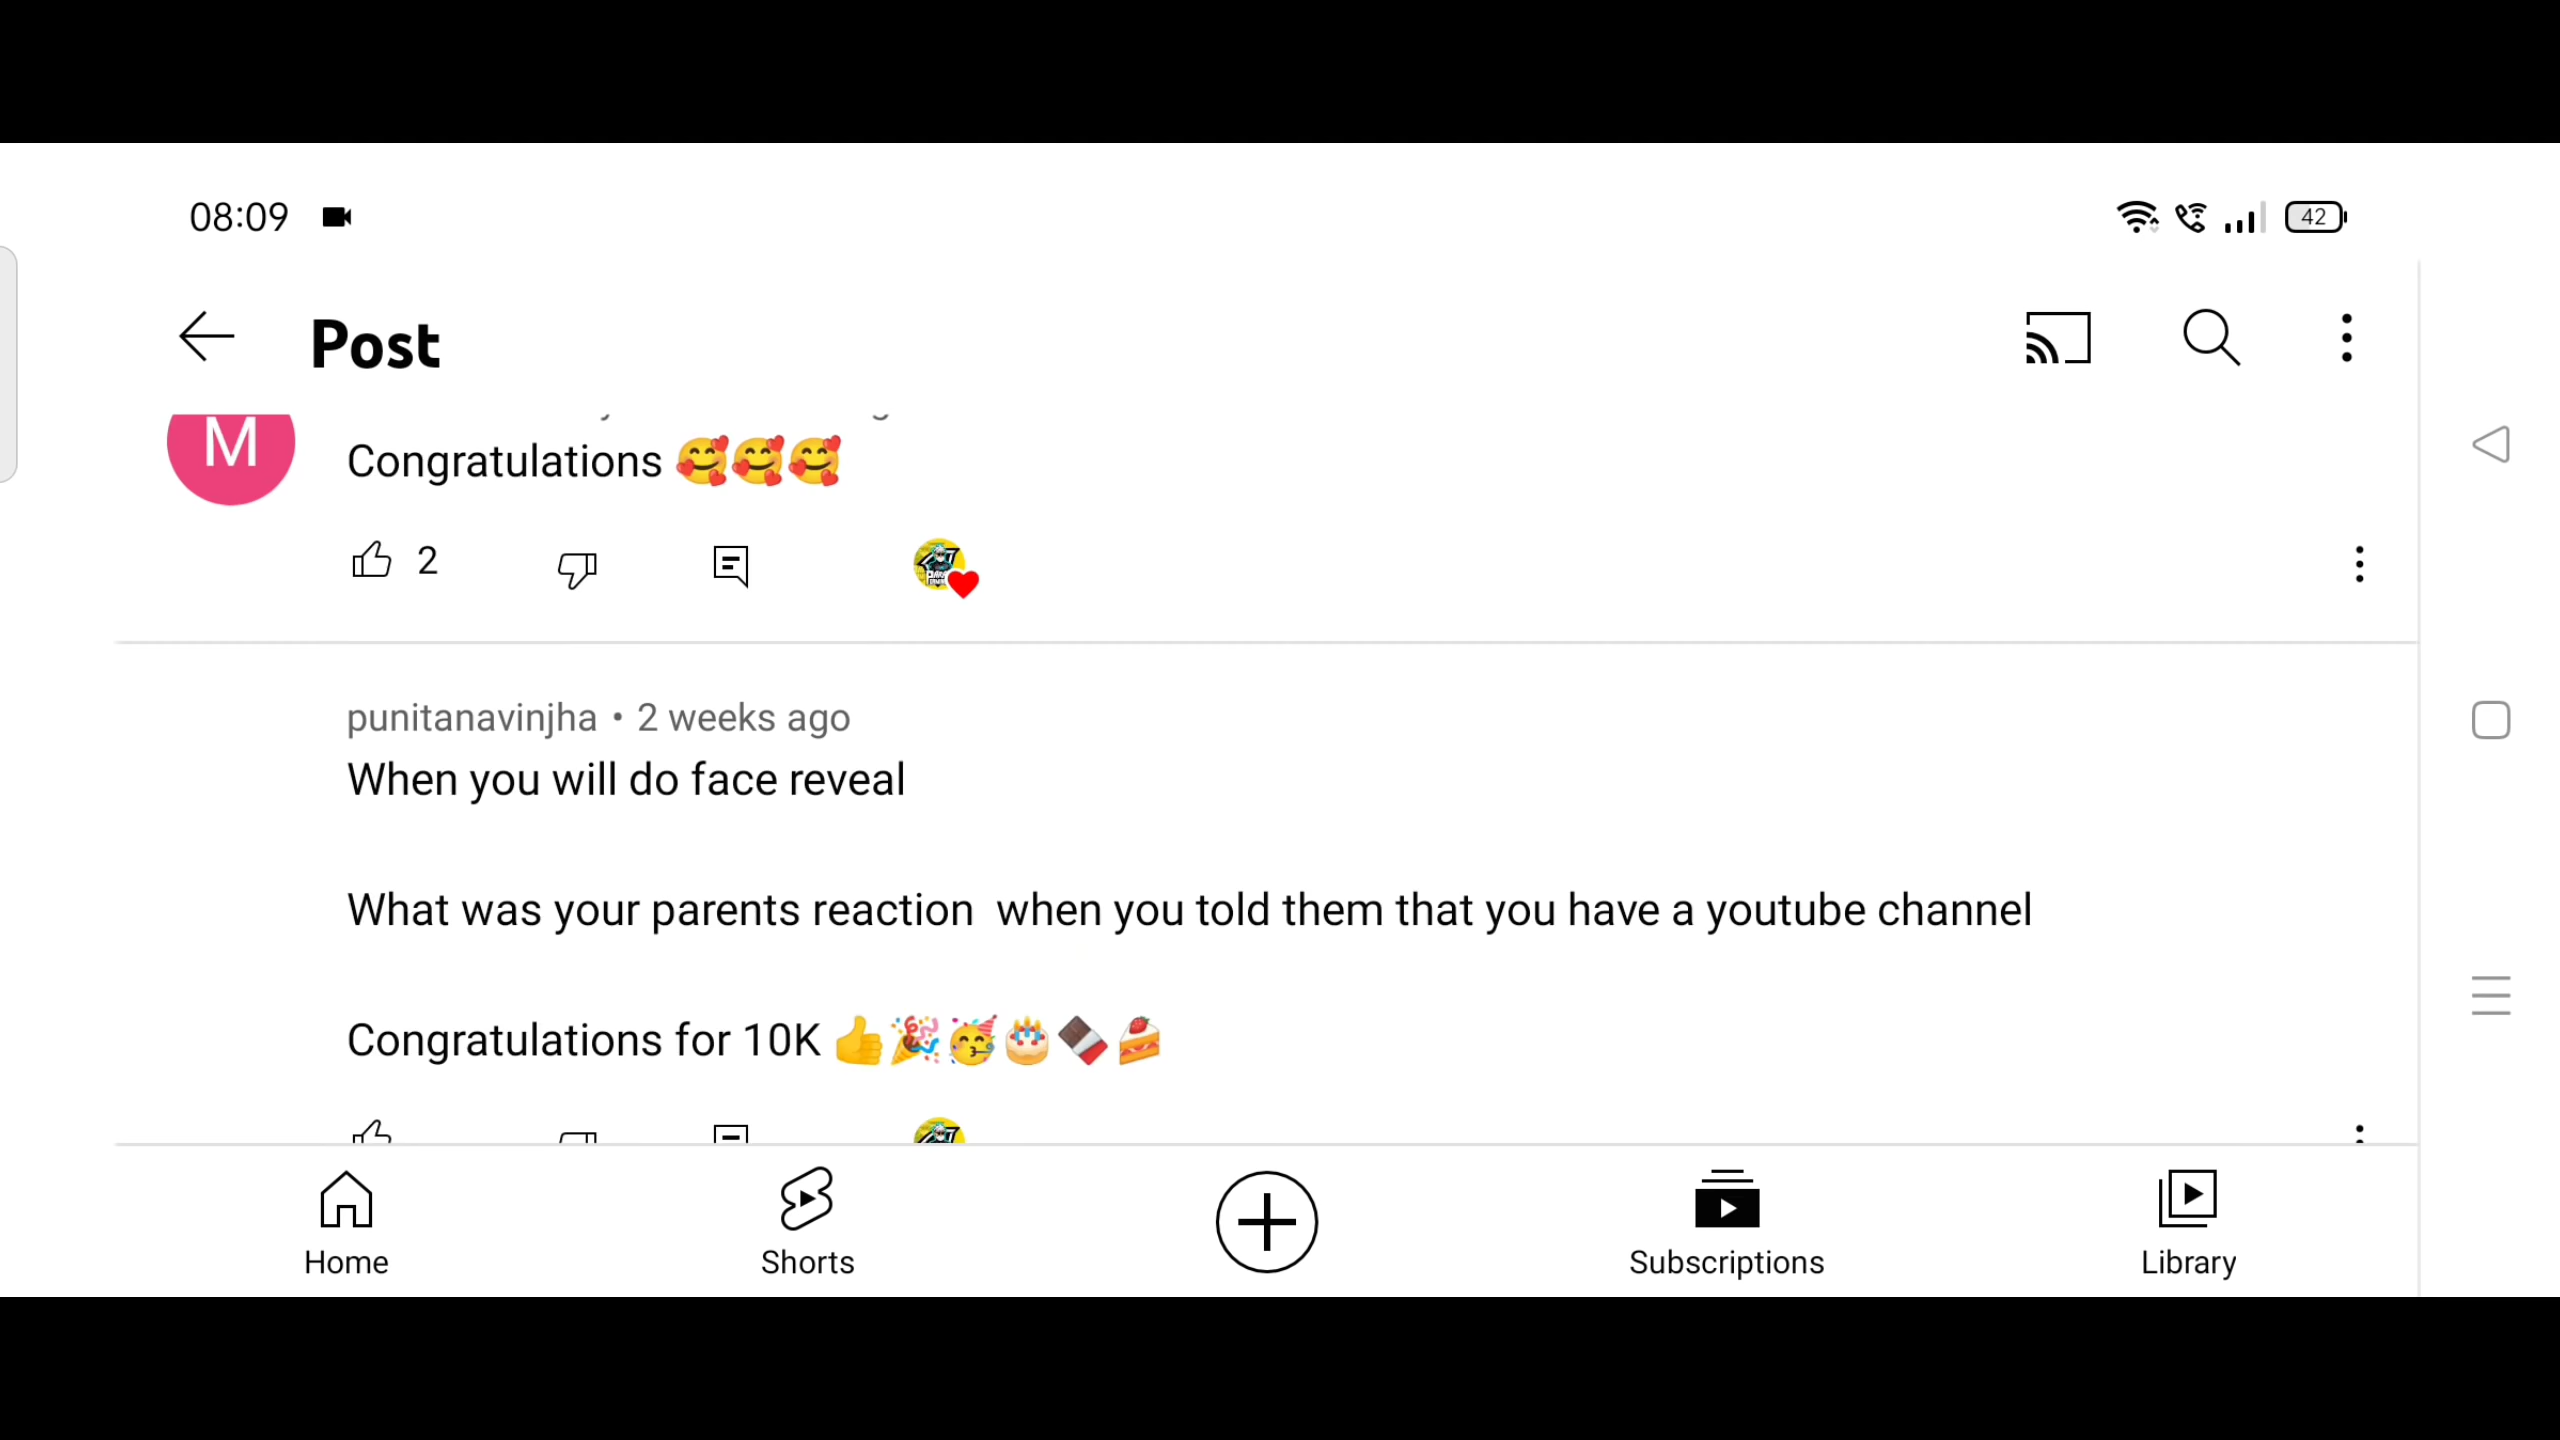 08:09
42
Post
M
Congratulations 🥰🥰🥰
2
punitanavinjha • 2 weeks ago
When you will do face reveal
What was your parents reaction  when you told them that you have a youtube channel
Congratulations for 10K 👍🎉🥳🎂🍫🍰
Home
Shorts
Subscriptions
Library